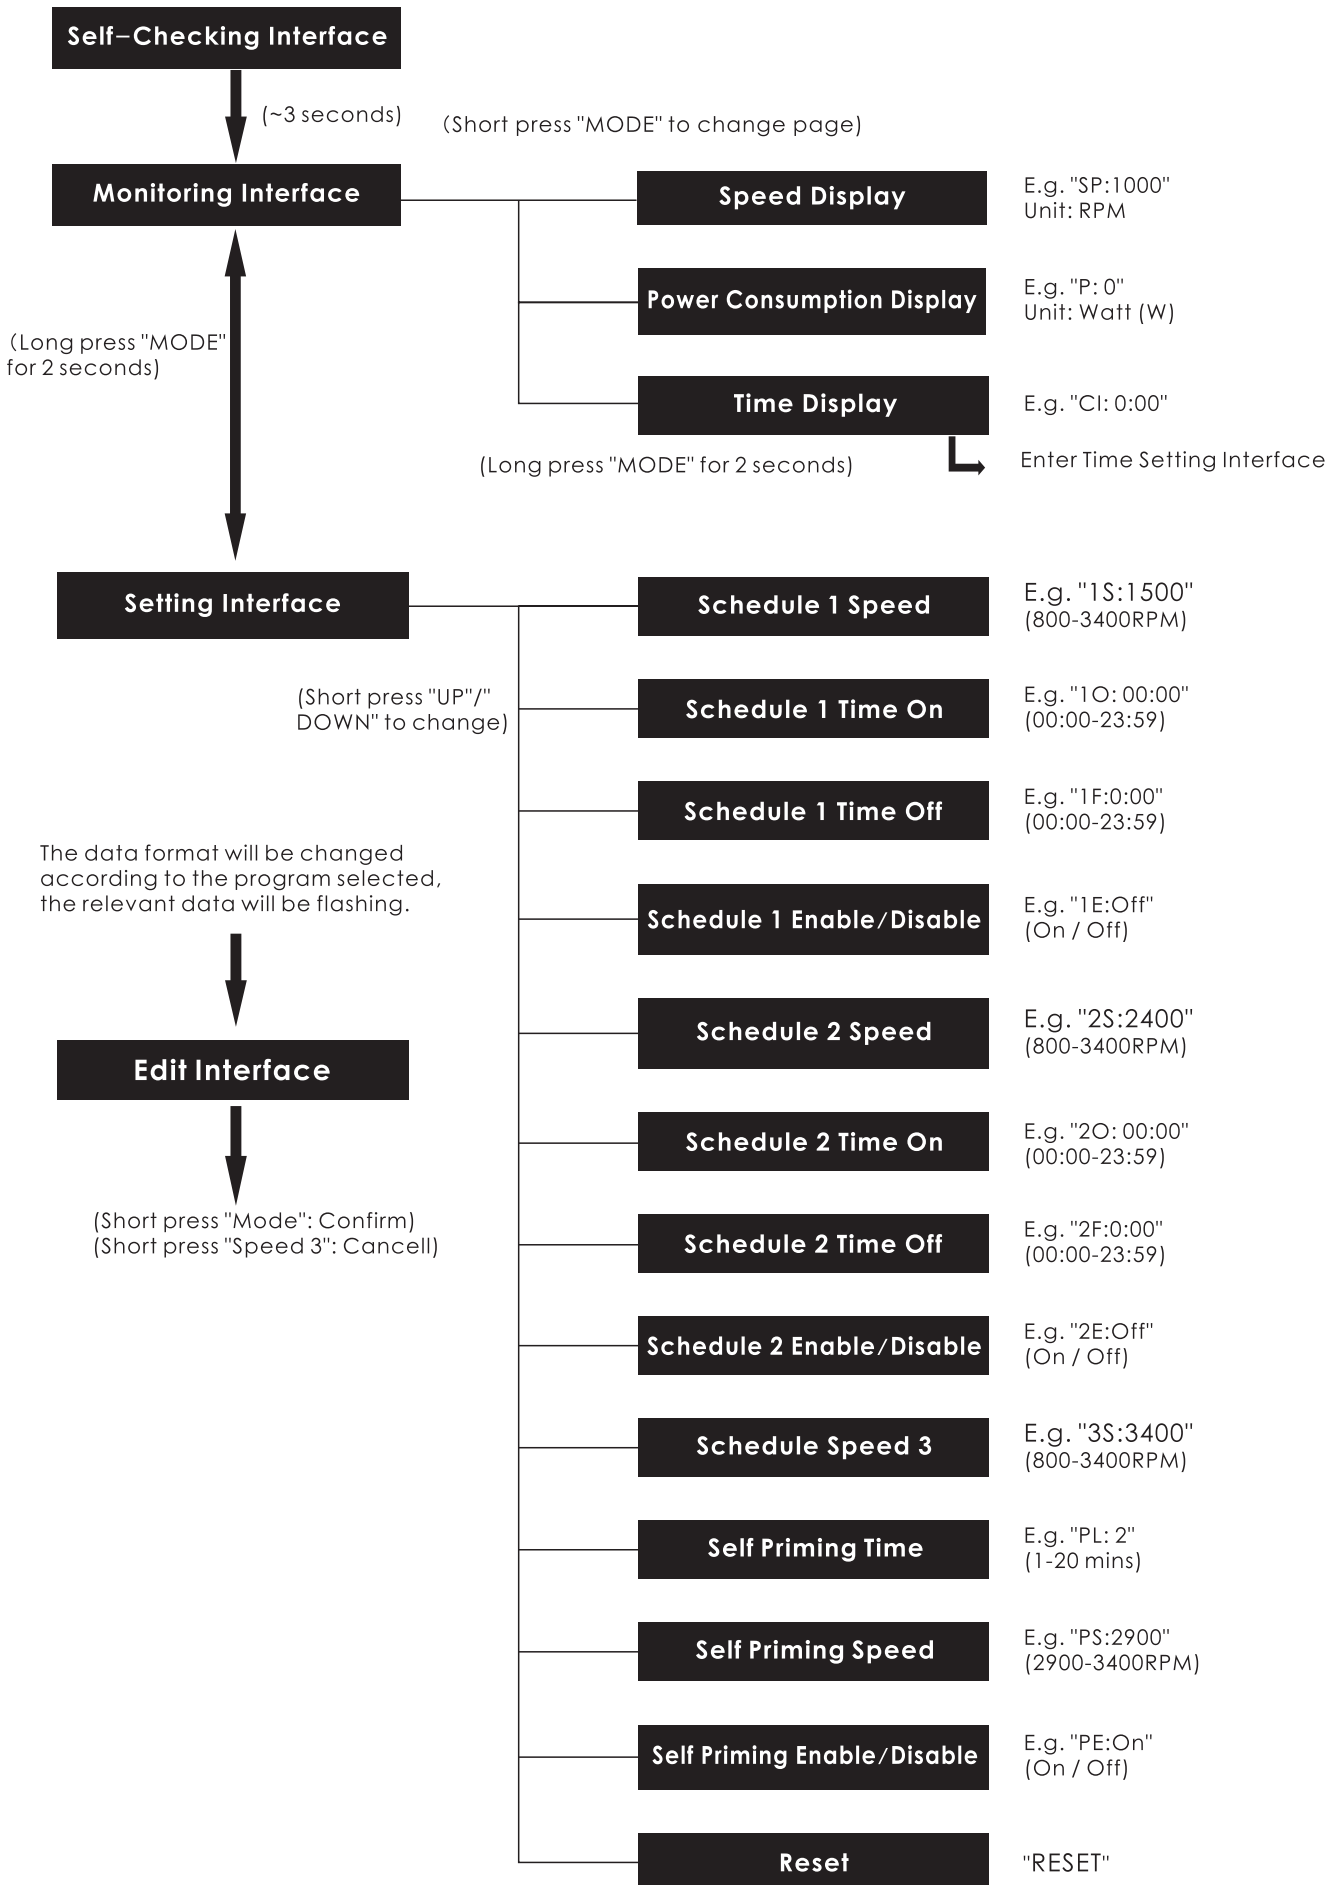 Self–Checking Interface
(~3 seconds)
(Short press "MODE" to change page)
Monitoring Interface
Speed Display
E.g. "SP:1000"
Unit: RPM
Power Consumption Display
E.g. "P: 0"
Unit: Watt (W)
(Long press "MODE"
for 2 seconds)
Time Display
E.g. "CI: 0:00"
(Long press "MODE" for 2 seconds)
Enter Time Setting Interface
Setting Interface
Schedule 1 Speed
E.g. "1S:1500"
(800-3400RPM)
(Short press "UP"/"
DOWN" to change)
Schedule 1 Time On
E.g. "1O: 00:00"
(00:00-23:59)
Schedule 1 Time Off
E.g. "1F:0:00"
(00:00-23:59)
The data format will be changed
according to the program selected,
the relevant data will be flashing.
Schedule 1 Enable/Disable
E.g. "1E:Off"
(On / Off)
Schedule 2 Speed
E.g. "2S:2400"
(800-3400RPM)
Edit Interface
Schedule 2 Time On
E.g. "2O: 00:00"
(00:00-23:59)
(Short press "Mode": Confirm)
(Short press "Speed 3": Cancell)
Schedule 2 Time Off
E.g. "2F:0:00"
(00:00-23:59)
Schedule 2 Enable/Disable
E.g. "2E:Off"
(On / Off)
Schedule Speed 3
E.g. "3S:3400"
(800-3400RPM)
Self Priming Time
E.g. "PL: 2"
(1-20 mins)
Self Priming Speed
E.g. "PS:2900"
(2900-3400RPM)
Self Priming Enable/Disable
E.g. "PE:On"
(On / Off)
Reset
"RESET"